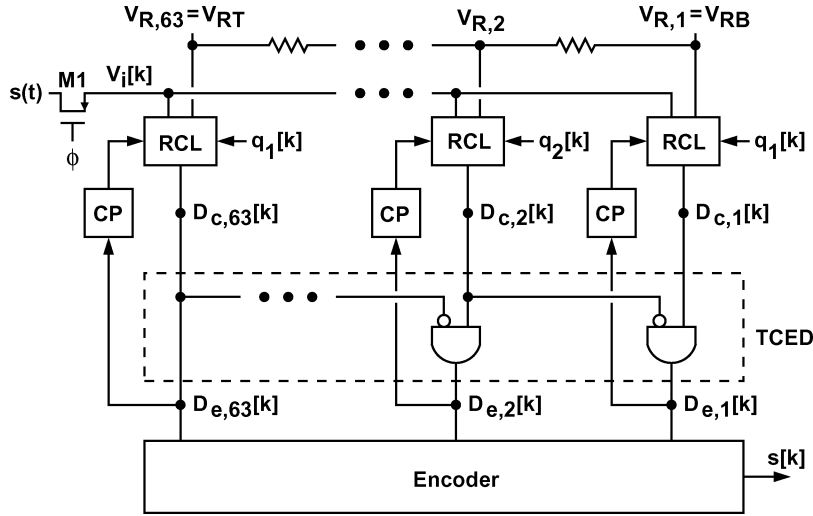 V_R,63=V_RT
V_R,2
V_R,1=V_RB
M1
V_i[k]
s(t)
ϕ
RCL
q_1[k]
RCL
q_2[k]
RCL
q_1[k]
CP
D_c,63[k]
CP
D_c,2[k]
CP
D_c,1[k]
TCED
D_e,63[k]
D_e,2[k]
D_e,1[k]
Encoder
s[k]